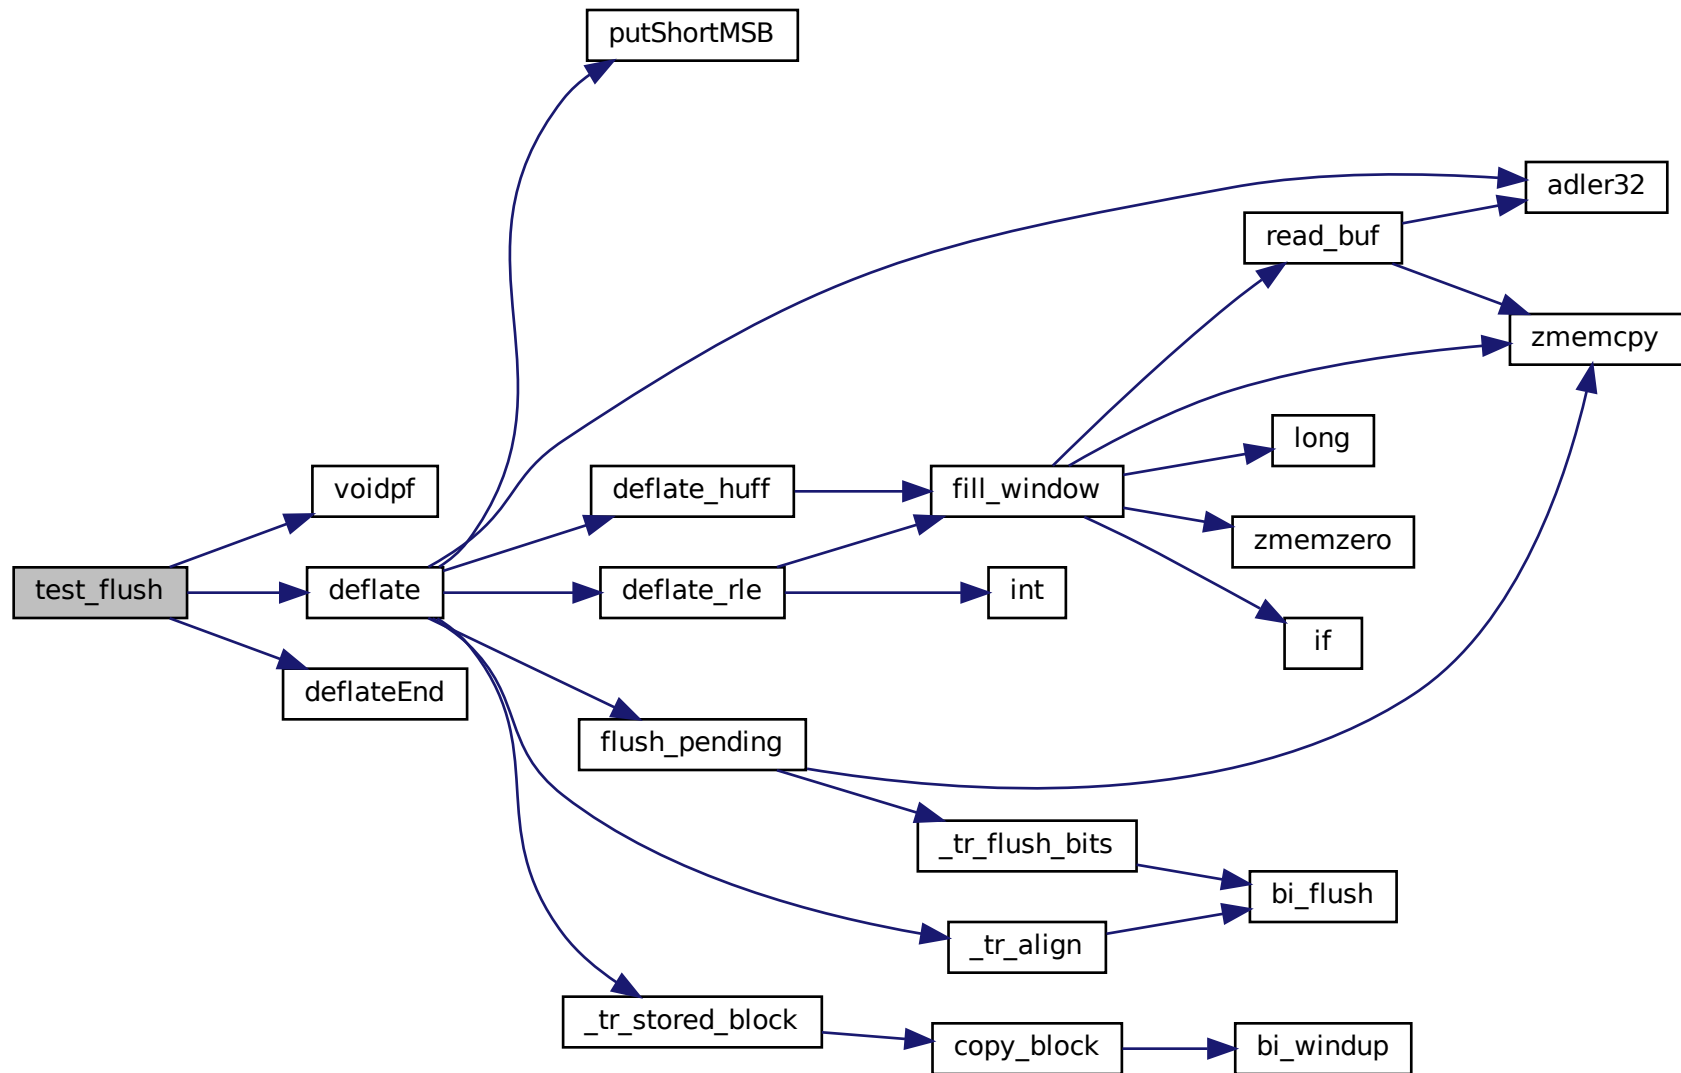 putShortMSB
adler32
read_buf
zmemcpy
long
voidpf
deflate_huff
fill_window
zmemzero
test_flush
deflate
deflate_rle
int
if
deflateEnd
flush_pending
_tr_flush_bits
bi_flush
_tr_align
_tr_stored_block
copy_block
bi_windup